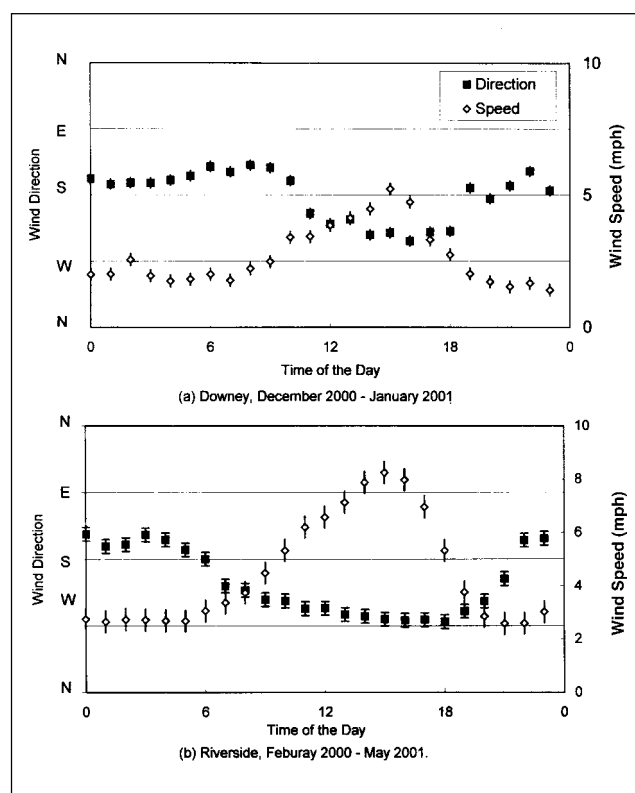 N
E
S
W
N
Wind Direction
Direction
Speed
10
5
0
Wind Speed (mph)
0 6 12 18 0
Time of the Day
(a) Downey, December 2000 - January 2001
N
E
S
W
N
Wind Direction
10
8
6
4
2
0
Wind Speed (mph)
0 6 12 18 0
Time of the Day
(b) Riverside, Feburay 2000 - May 2001.